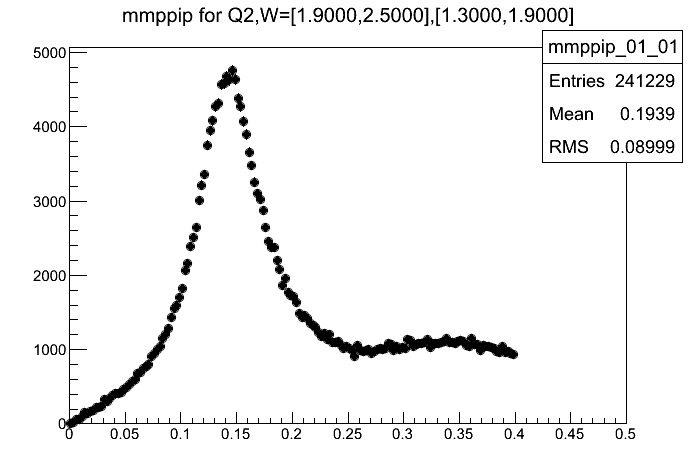 mmppip for Q2,W=[1.9000,2.5000],[1.3000,1.9000]
mmppip_01_01
Entries 241229
Mean 0.1939
RMS 0.08999
5000
4000
3000
2000
1000
0
0 0.05 0.1 0.15 0.2 0.25 0.3 0.35 0.4 0.45 0.5